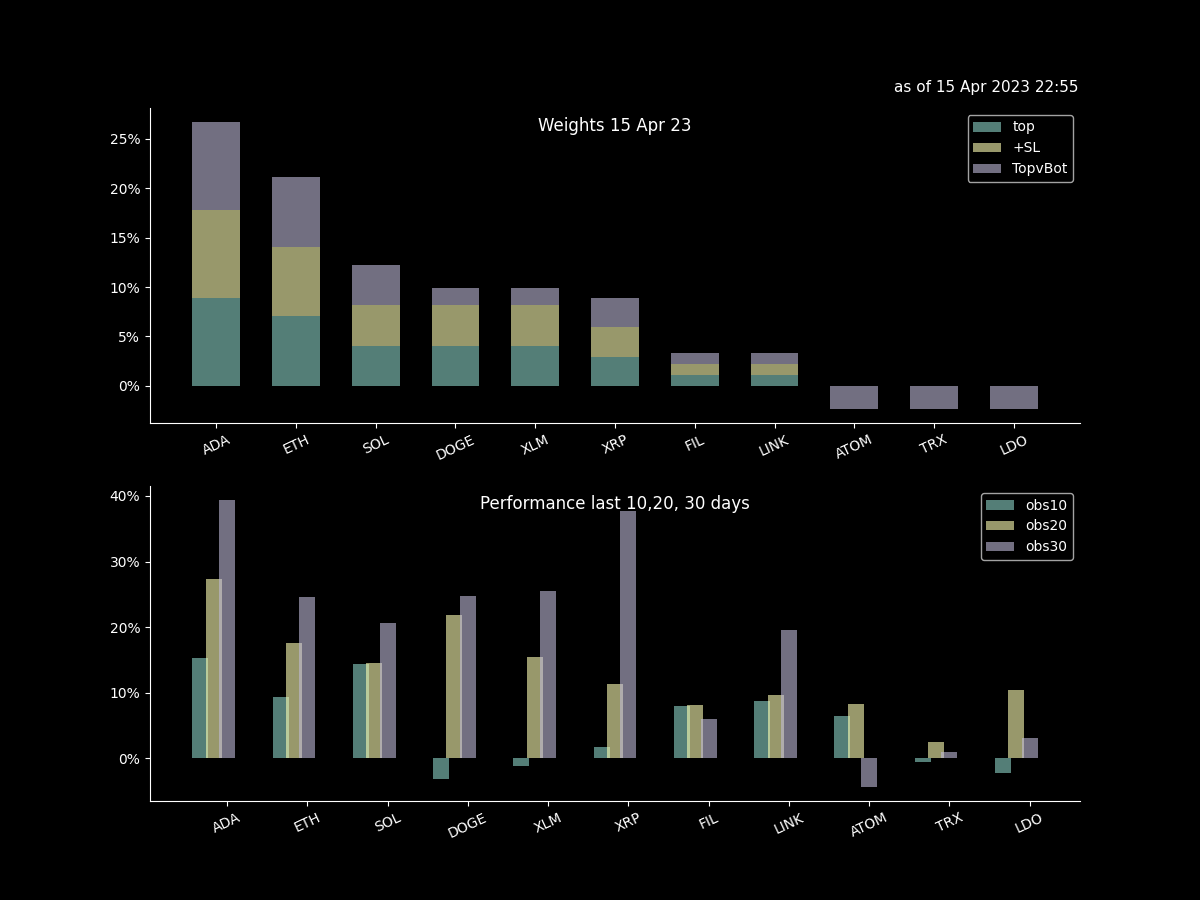 as of 15 Apr 2023 22:55
Weights 15 Apr 23
top
+SL
TopvBot
25%
20%
15%
10%
5%
0%
ADA ETH SOL DOGE XLM XRP FIL LINK ATOM TRX LDO
Performance last 10,20, 30 days
obs10
obs20
obs30
40%
30%
20%
10%
0%
ADA ETH SOL DOGE XLM XRP FIL LINK ATOM TRX LDO